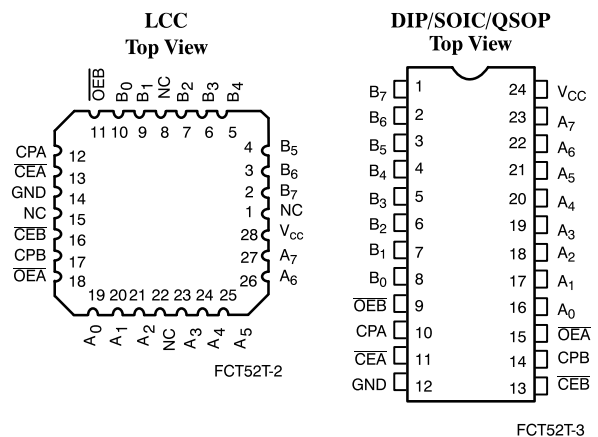 LCC
Top View
OEB B0 B1 NC B2 B3 B4
11 10 9 8 7 6 5
CPA 12
CEA 13
GND 14
NC 15
CEB 16
CPB 17
OEA 18
4 B5
3 B6
2 B7
1 NC
28 VCC
27 A7
26 A6
19 20 21 22 23 24 25
A0 A1 A2 NC A3 A4 A5
FCT52T-2
DIP/SOIC/QSOP
Top View
B7 1 24 VCC
B6 2 23 A7
B5 3 22 A6
B4 4 21 A5
B3 5 20 A4
B2 6 19 A3
B1 7 18 A2
B0 8 17 A1
OEB 9 16 A0
CPA 10 15 OEA
CEA 11 14 CPB
GND 12 13 CEB
FCT52T-3